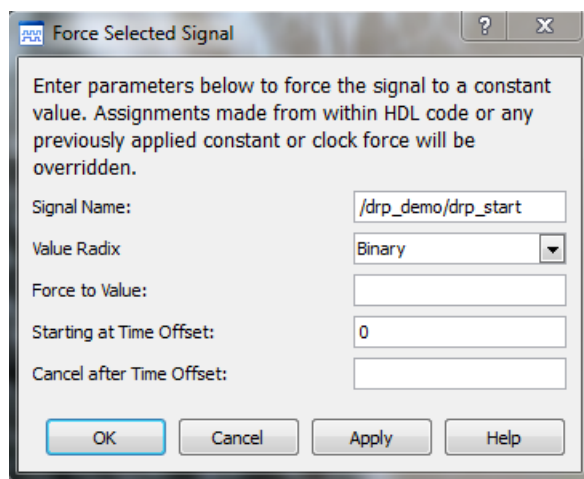 Force Selected Signal
?
Enter parameters below to force the signal to a constant
value. Assignments made from within HDL code or any
previously applied constant or clock force will be
overridden.
Signal Name: /drp_demo/drp_start
Value Radix Binary
Force to Value:
Starting at Time Offset: 0
Cancel after Time Offset:
OK Cancel Apply Help